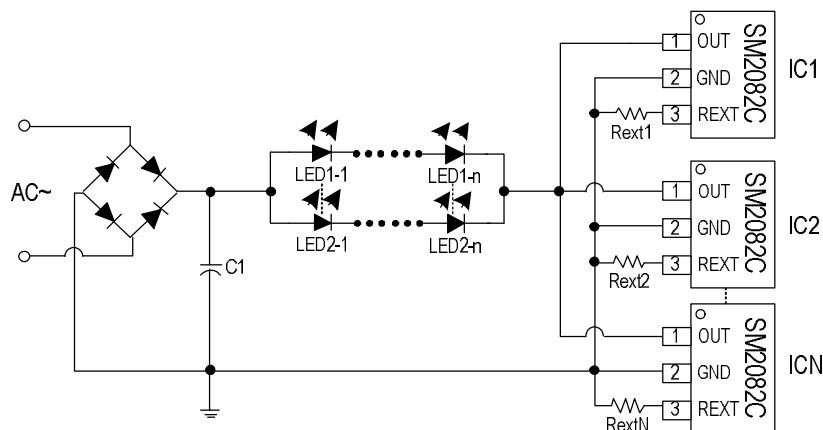 1 OUT
2 GND
3 REXT
SM2082C
IC1
Rext1
AC~
LED1-1
LED1-n
LED2-1
LED2-n
C1
1 OUT
2 GND
3 REXT
SM2082C
IC2
Rext2
1 OUT
2 GND
3 REXT
SM2082C
ICN
RextN